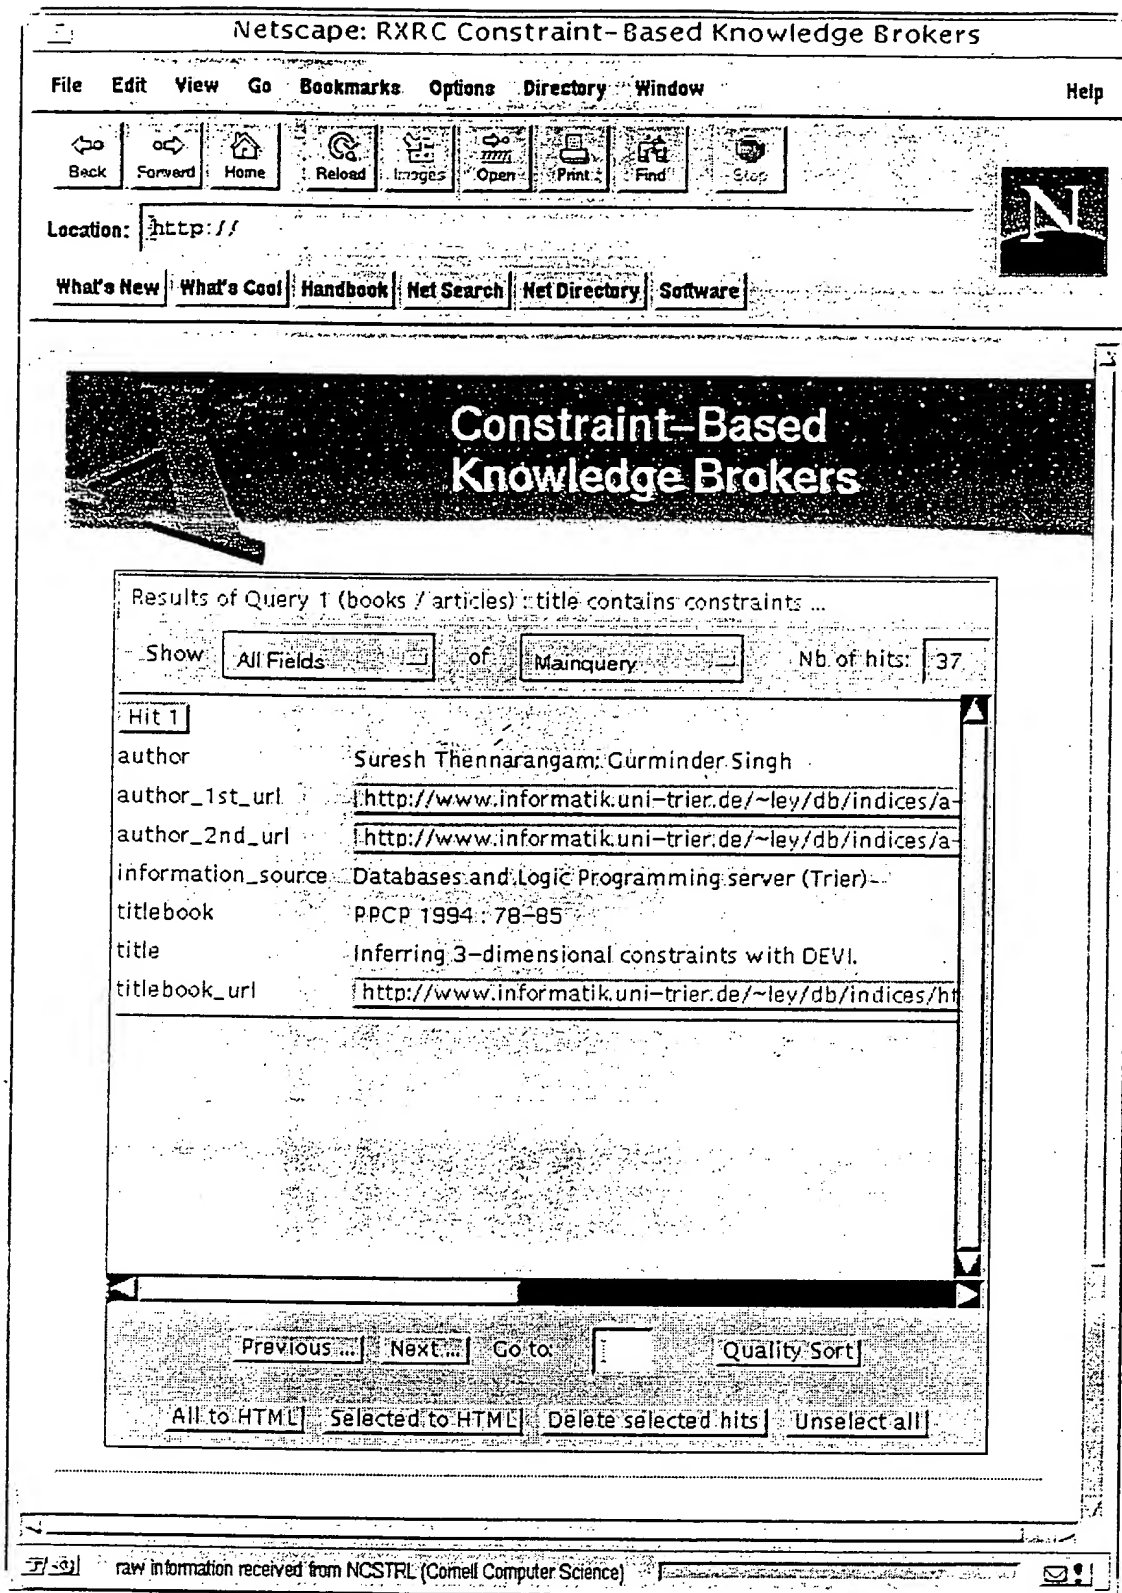 Netscape: RXRC Constraint-Based Knowledge Brokers
File Edit View Go Bookmarks Options Directory Window Help
Back Forward Home Reload Images Open Print Find Stop
N
Location: http://
What's New What's Cool Handbook Net Search Net Directory Software
Constraint-Based
Knowledge Brokers
Results of Query 1 (books / articles) : title contains constraints ...
Show All Fields of Mainquery Nb of hits: 37
Hit 1
author Suresh Thennarangam; Gurminder Singh
author_1st_url http://www.informatik.uni-trier.de/~ley/db/indices/a-
author_2nd_url http://www.informatik.uni-trier.de/~ley/db/indices/a-
information_source Databases and Logic Programming server (Trier)
titlebook PPCP 1994 : 78-85
title Inferring 3-dimensional constraints with DEVI.
titlebook_url http://www.informatik.uni-trier.de/~ley/db/indices/ht
Previous ... Next ... Go to: Quality Sort
All to HTML Selected to HTML Delete selected hits Unselect all
raw information received from NCSTRL (Cornell Computer Science)